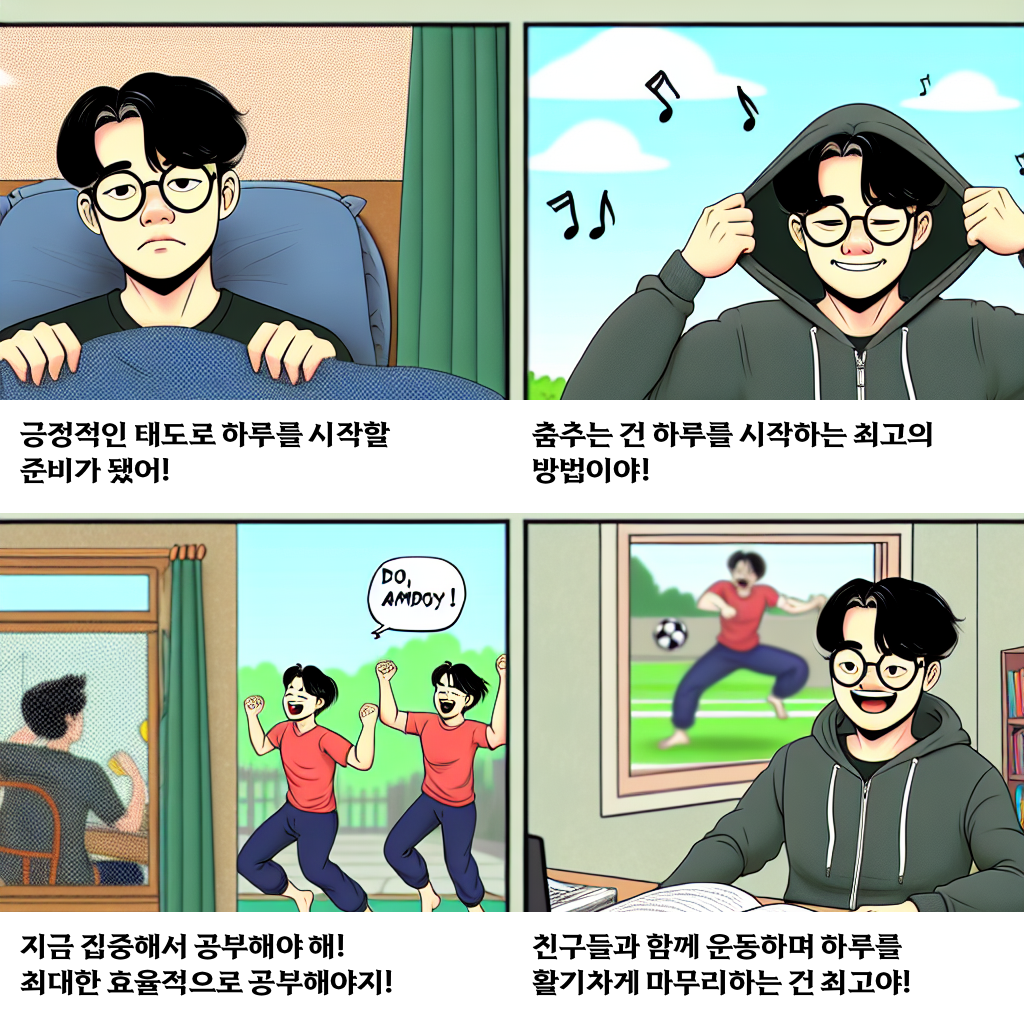 긍정적인 태도로 하루를 시작할
준비가 됐어!
춤추는 건 하루를 시작하는 최고의
방법이야!
DO,
AMDOY!
지금 집중해서 공부해야 해!
최대한 효율적으로 공부해야지!
친구들과 함께 운동하며 하루를
활기차게 마무리하는 건 최고야!